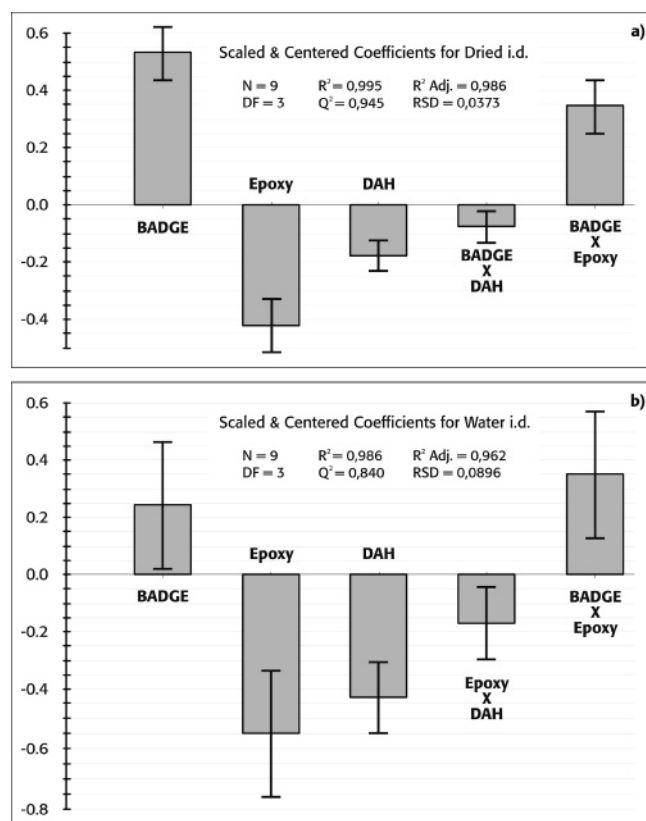 a)
Scaled & Centered Coefficients for Dried i.d.
N = 9 R² = 0,995 R² Adj. = 0,986
DF = 3 Q² = 0,945 RSD = 0,0373
0.6
0.4
0.2
0.0
-0.2
-0.4
BADGE
Epoxy
DAH
BADGE
X
DAH
BADGE
X
Epoxy
b)
Scaled & Centered Coefficients for Water i.d.
N = 9 R² = 0,986 R² Adj. = 0,962
DF = 3 Q² = 0,840 RSD = 0,0896
0.6
0.4
0.2
0.0
-0.2
-0.4
-0.6
-0.8
BADGE
Epoxy
DAH
Epoxy
X
DAH
BADGE
X
Epoxy